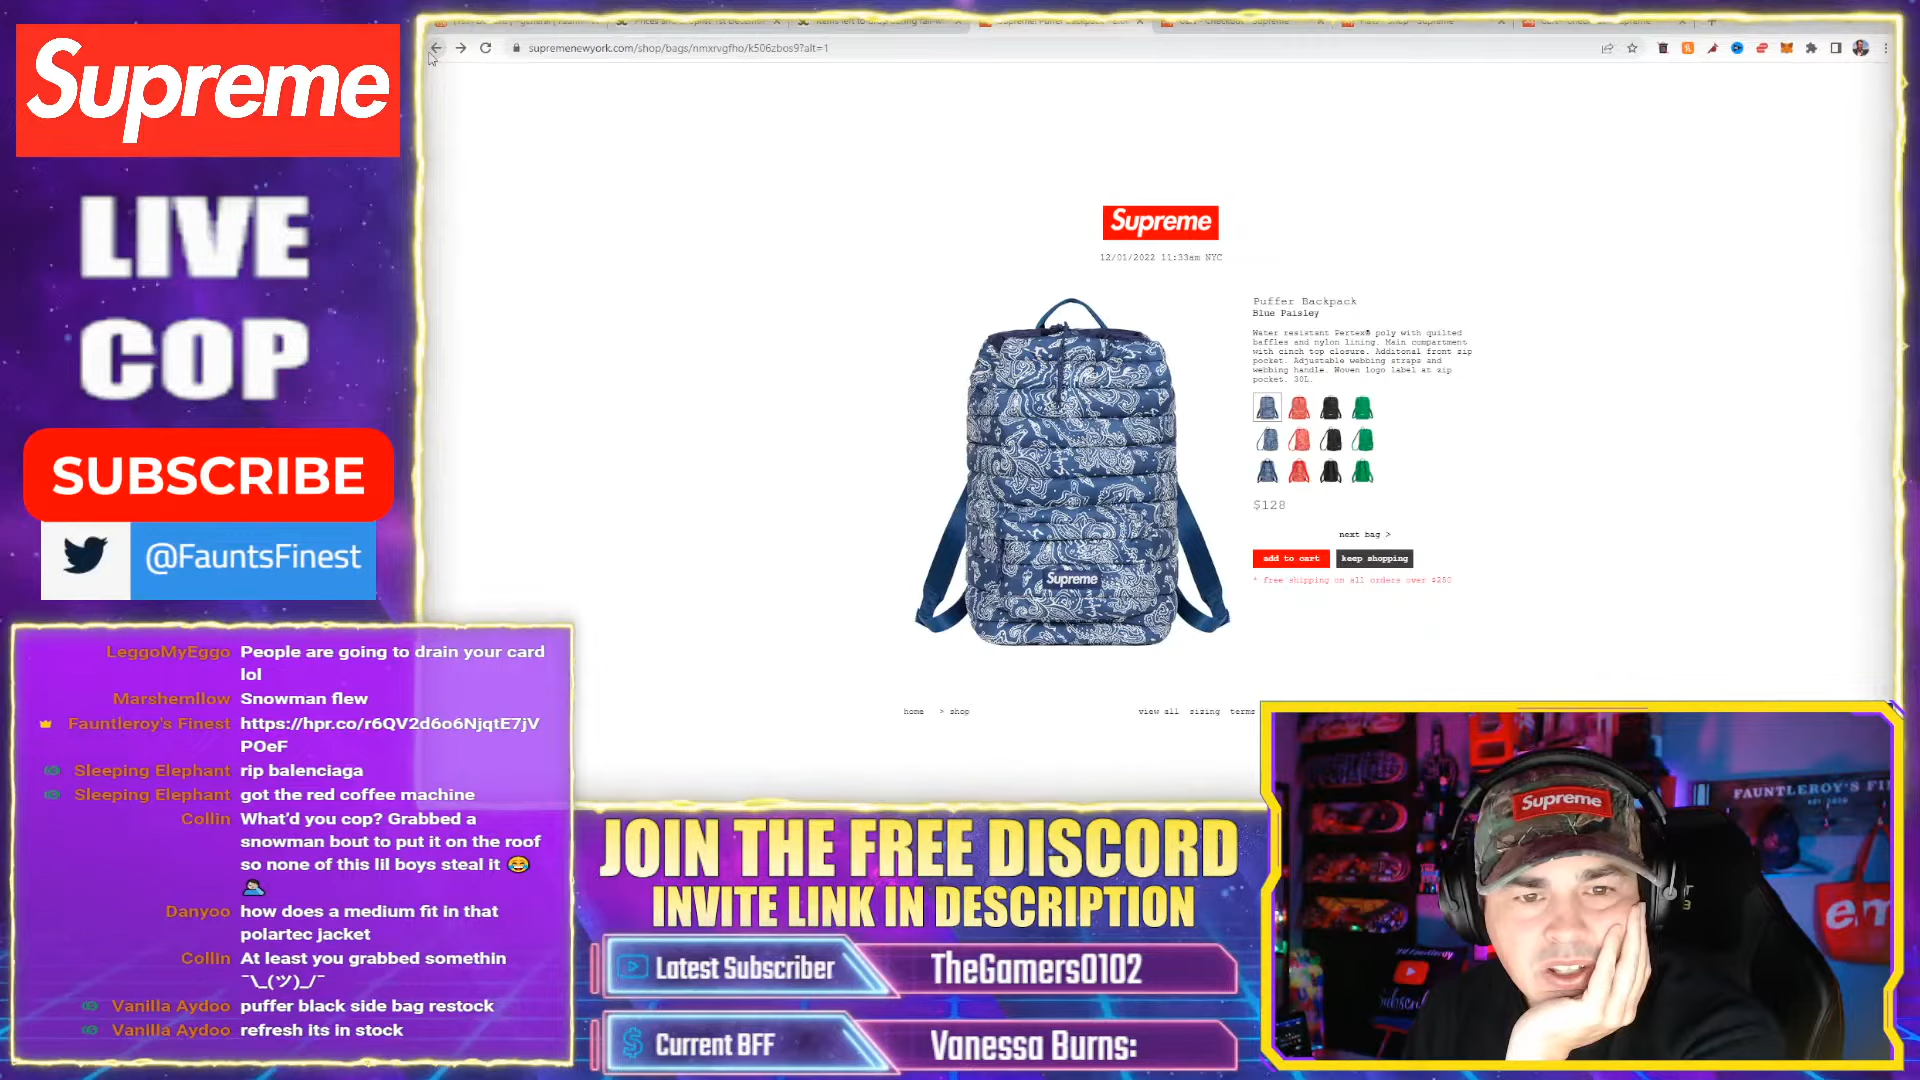 Supreme
LIVE
COP
SUBSCRIBE
@FauntsFinest
supremenewyork.com/shop/bags/nmxrvgfho/k506zbos9?alt=1
Supreme
12/01/2022 11:33am NYC
Puffer Backpack
Blue Paisley
Water resistant Pertex® poly with quilted
baffles and nylon lining. Main compartment
with cinch top closure. Additonal front zip
pocket. Adjustable webbing straps and
webbing handle. Woven logo label at zip
pocket. 30L.
$128
next bag >
add to cart
keep shopping
* free shipping on all orders over $250
Supreme
home > shop
view all sizing terms
LeggoMyEggo People are going to drain your card
lol
Marshemllow Snowman flew
Fauntleroy's Finest https://hpr.co/r6QV2d6o6NjqtE7jV
POeF
Sleeping Elephant rip balenciaga
Sleeping Elephant got the red coffee machine
Collin What'd you cop? Grabbed a
snowman bout to put it on the roof
so none of this lil boys steal it 😂
Danyoo how does a medium fit in that
polartec jacket
Collin At least you grabbed somethin
¯\_(ツ)_/¯
Vanilla Aydoo puffer black side bag restock
Vanilla Aydoo refresh its in stock
JOIN THE FREE DISCORD
INVITE LINK IN DESCRIPTION
Latest Subscriber
TheGamers0102
Current BFF
Vanessa Burns:
Supreme
FAUNTLEROY'S FI
em